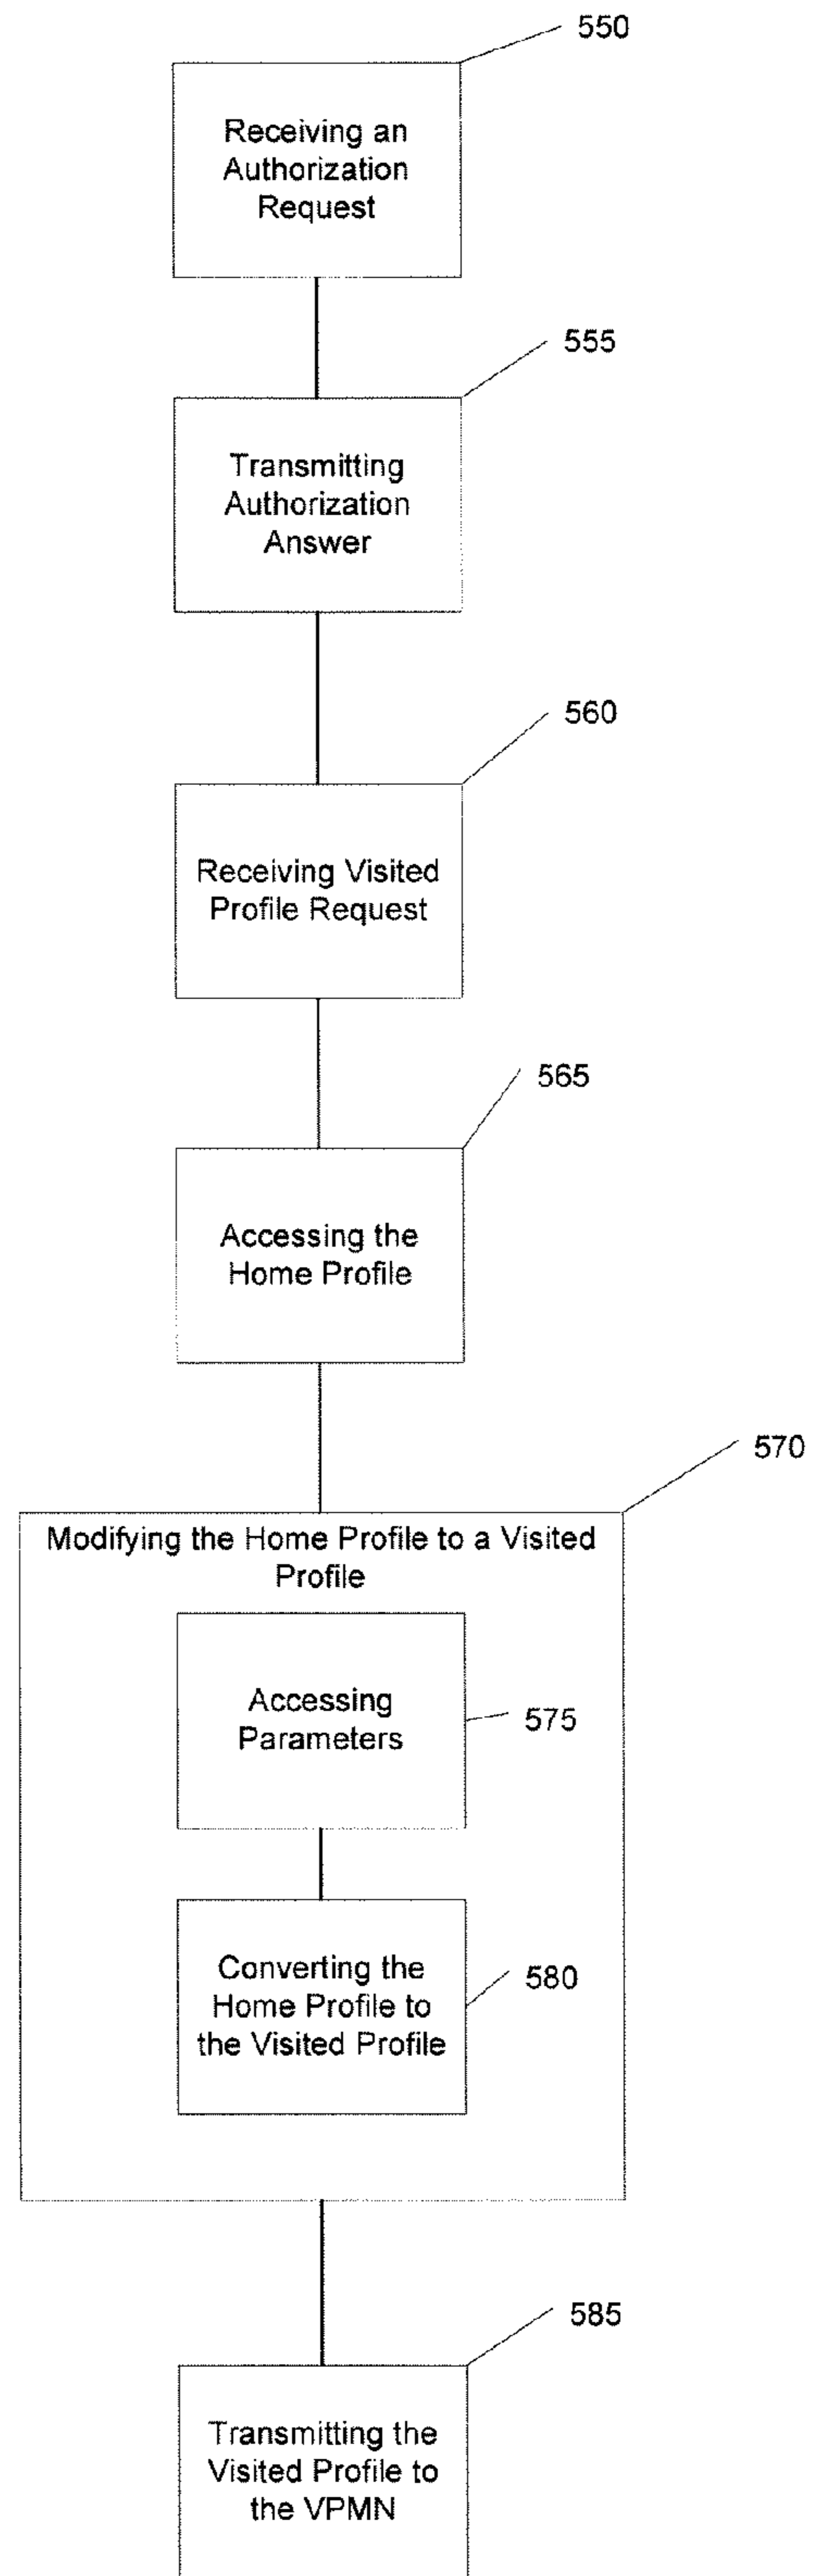 550
Receiving an
Authorization
Request
555
Transmitting
Authorization
Answer
560
Receiving Visited
Profile Request
565
Accessing the
Home Profile
570
Modifying the Home Profile to a Visited
Profile
Accessing
Parameters
575
Converting the
Home Profile to
the Visited Profile
580
585
Transmitting the
Visited Profile to
the VPMN